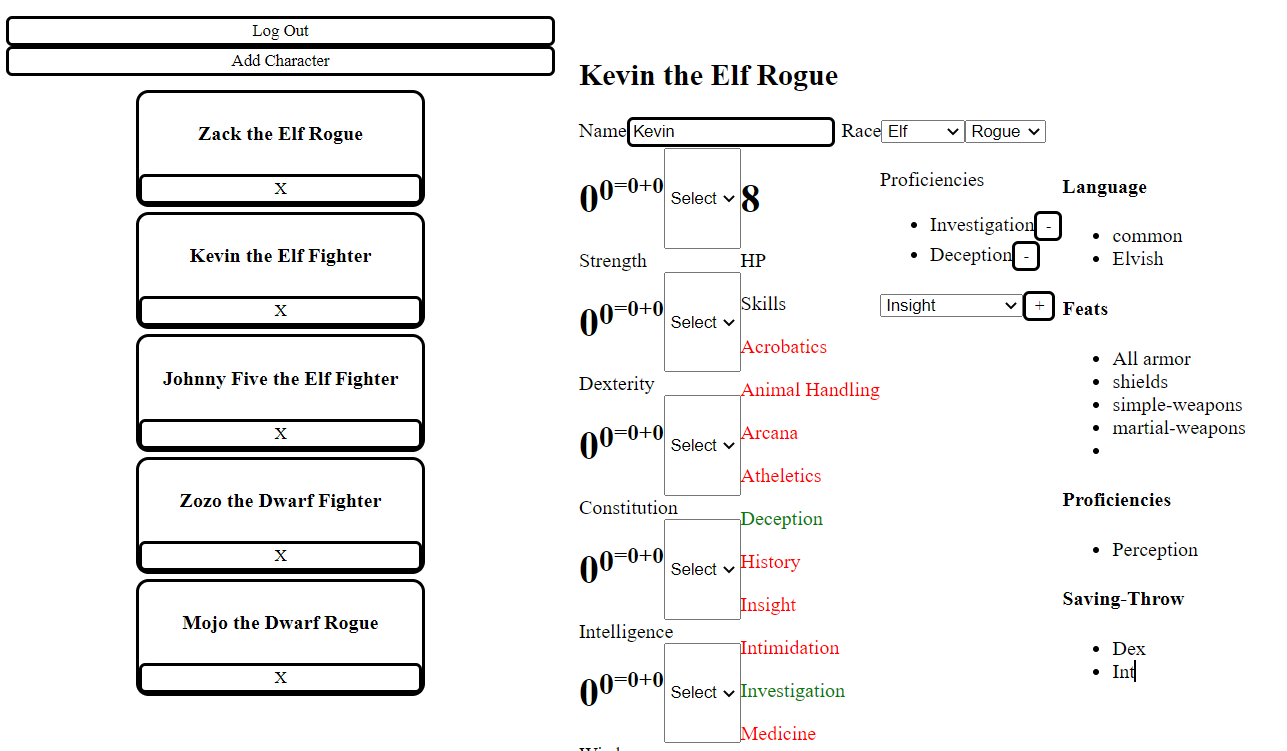 Log Out
Add Character
Zack the Elf Rogue
X
Kevin the Elf Fighter
X
Johnny Five the Elf Fighter
X
Zozo the Dwarf Fighter
X
Mojo the Dwarf Rogue
X
Kevin the Elf Rogue
Name Kevin Race Elf Rogue
0 0=0+0 Select
Strength
0 0=0+0 Select
Dexterity
0 0=0+0 Select
Constitution
0 0=0+0 Select
Intelligence
0 0=0+0 Select
8
HP
Skills
Acrobatics
Animal Handling
Arcana
Atheletics
Deception
History
Insight
Intimidation
Investigation
Medicine
Proficiencies
Investigation -
Deception -
Insight +
Language
common
Elvish
Feats
All armor
shields
simple-weapons
martial-weapons
Proficiencies
Perception
Saving-Throw
Dex
Int